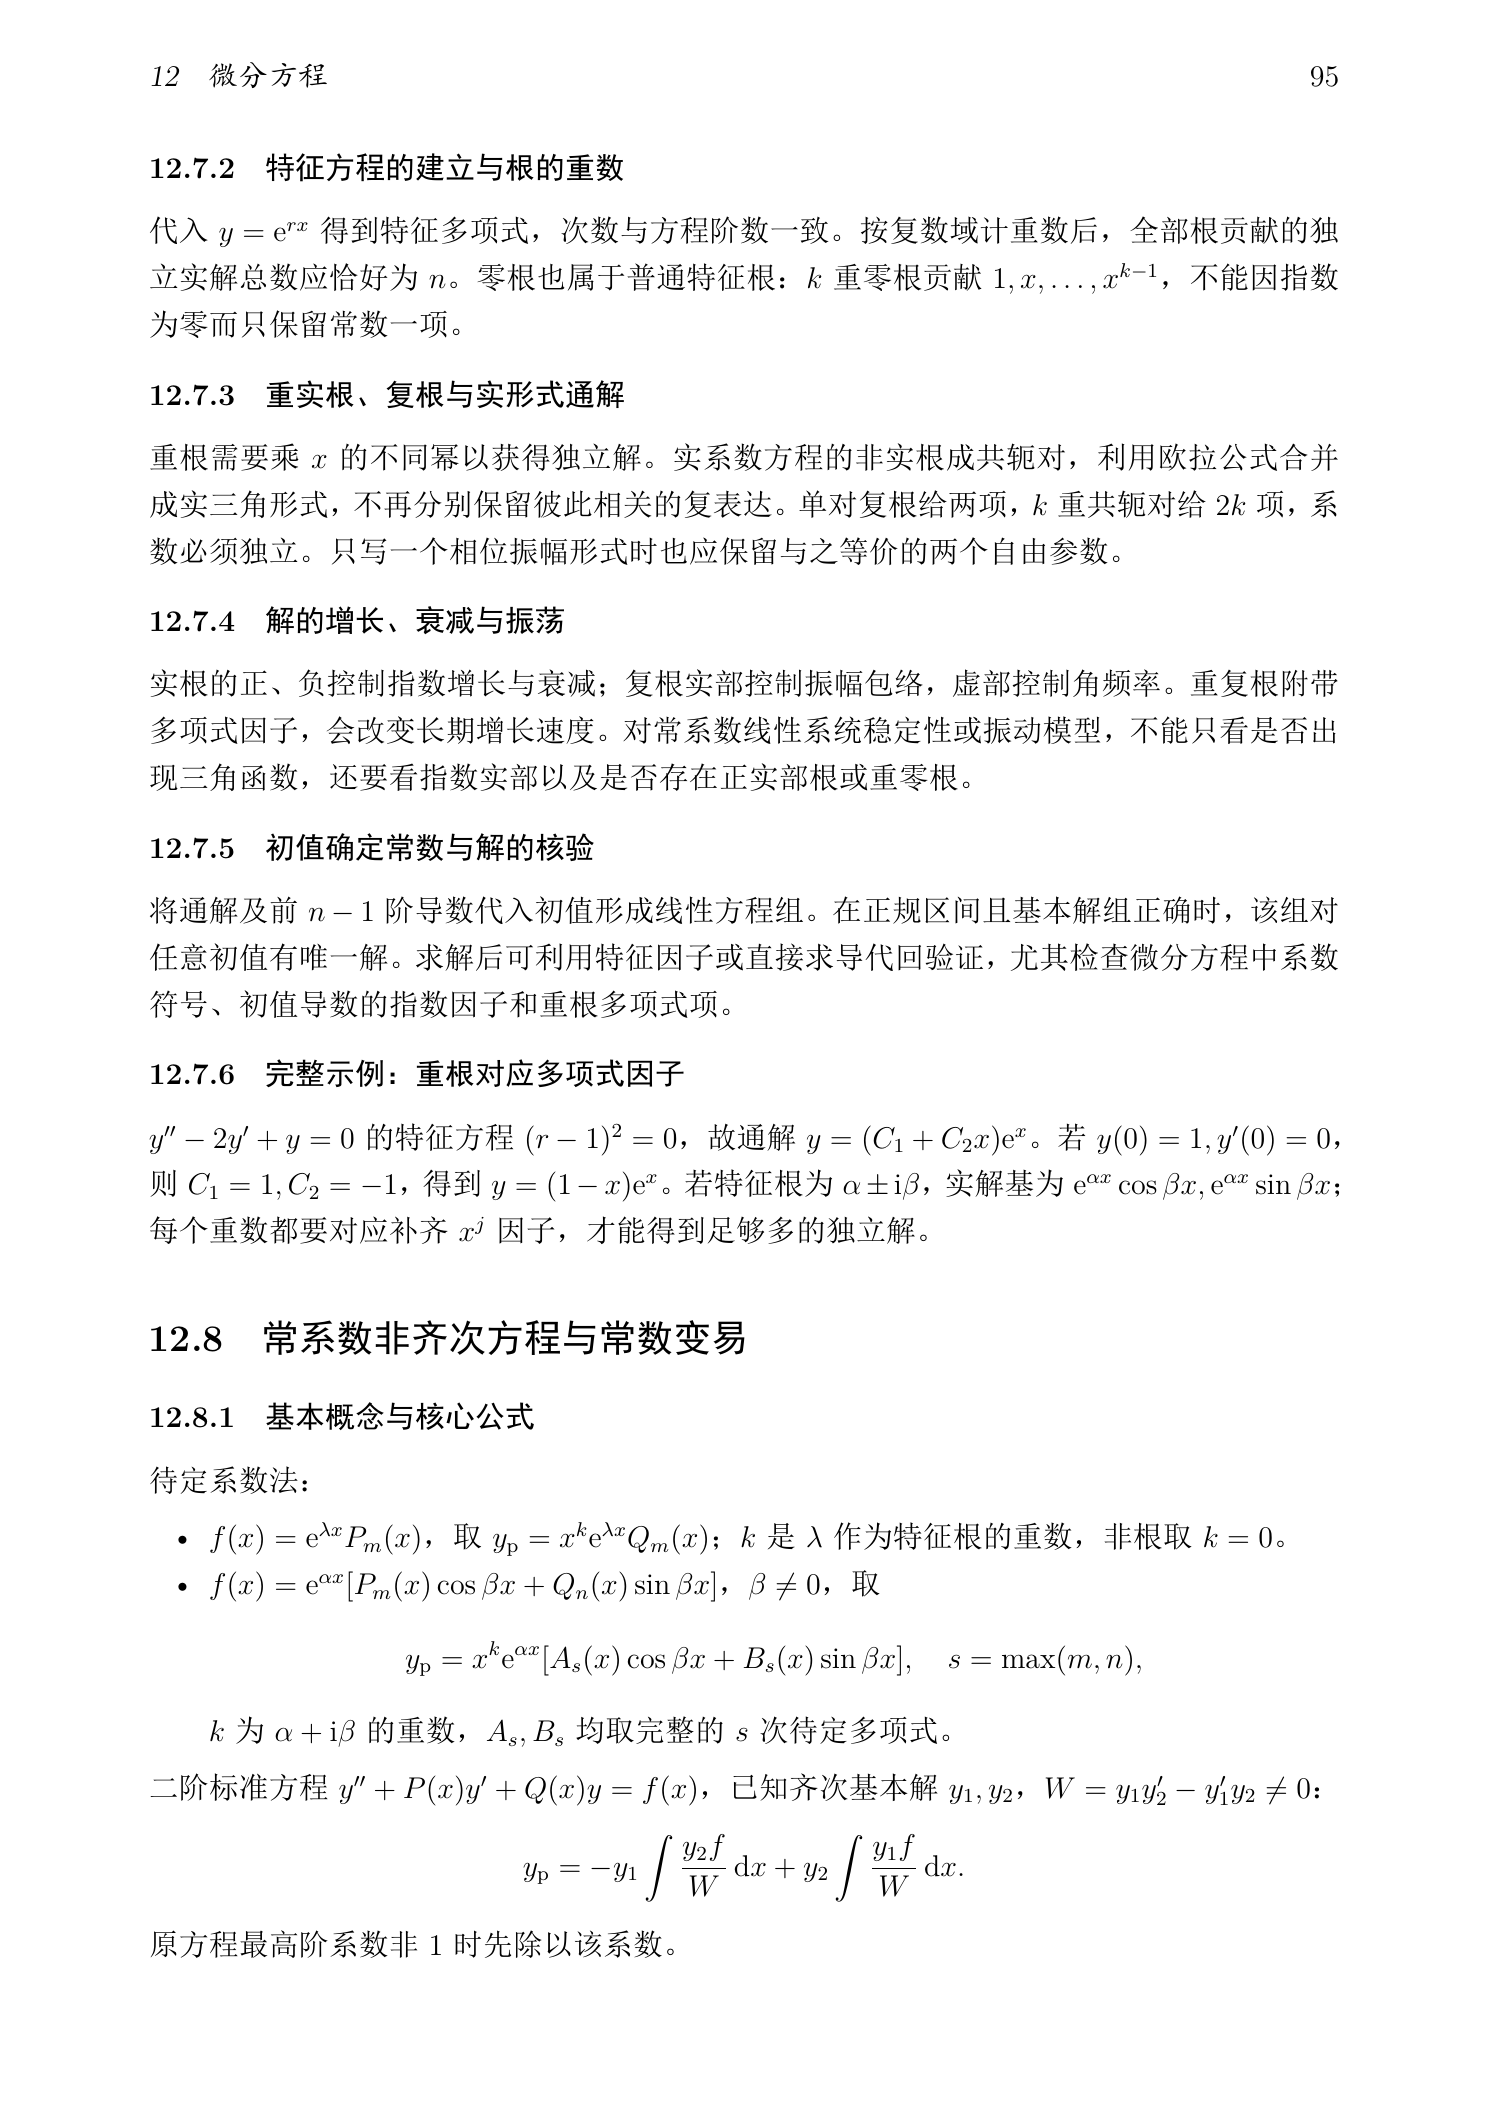 12 微分方程 95
12.7.2 特征方程的建立与根的重数
代入 y = e^{rx} 得到特征多项式，次数与方程阶数一致。按复数域计重数后，全部根贡献的独
立实解总数应恰好为 n。零根也属于普通特征根：k 重零根贡献 1, x, . . . , x^{k−1}，不能因指数
为零而只保留常数一项。
12.7.3 重实根、复根与实形式通解
重根需要乘 x 的不同幂以获得独立解。实系数方程的非实根成共轭对，利用欧拉公式合并
成实三角形式，不再分别保留彼此相关的复表达。单对复根给两项，k 重共轭对给 2k 项，系
数必须独立。只写一个相位振幅形式时也应保留与之等价的两个自由参数。
12.7.4 解的增长、衰减与振荡
实根的正、负控制指数增长与衰减；复根实部控制振幅包络，虚部控制角频率。重复根附带
多项式因子，会改变长期增长速度。对常系数线性系统稳定性或振动模型，不能只看是否出
现三角函数，还要看指数实部以及是否存在正实部根或重零根。
12.7.5 初值确定常数与解的核验
将通解及前 n − 1 阶导数代入初值形成线性方程组。在正规区间且基本解组正确时，该组对
任意初值有唯一解。求解后可利用特征因子或直接求导代回验证，尤其检查微分方程中系数
符号、初值导数的指数因子和重根多项式项。
12.7.6 完整示例：重根对应多项式因子
y″ − 2y′ + y = 0 的特征方程 (r − 1)² = 0，故通解 y = (C₁ + C₂x)e^x。若 y(0) = 1, y′(0) = 0，
则 C₁ = 1, C₂ = −1，得到 y = (1 − x)e^x。若特征根为 α ± iβ，实解基为 e^{αx} cos βx, e^{αx} sin βx；
每个重数都要对应补齐 x^j 因子，才能得到足够多的独立解。
12.8 常系数非齐次方程与常数变易
12.8.1 基本概念与核心公式
待定系数法：
• f(x) = e^{λx}P_m(x)，取 y_p = x^k e^{λx}Q_m(x)；k 是 λ 作为特征根的重数，非根取 k = 0。
• f(x) = e^{αx}[P_m(x) cos βx + Q_n(x) sin βx]，β ≠ 0，取
y_p = x^k e^{αx}[A_s(x) cos βx + B_s(x) sin βx], s = max(m, n),
k 为 α + iβ 的重数，A_s, B_s 均取完整的 s 次待定多项式。
二阶标准方程 y″ + P(x)y′ + Q(x)y = f(x)，已知齐次基本解 y₁, y₂，W = y₁y₂′ − y₁′y₂ ≠ 0：
y_p = −y₁ ∫ \frac{y₂f}{W} dx + y₂ ∫ \frac{y₁f}{W} dx.
原方程最高阶系数非 1 时先除以该系数。